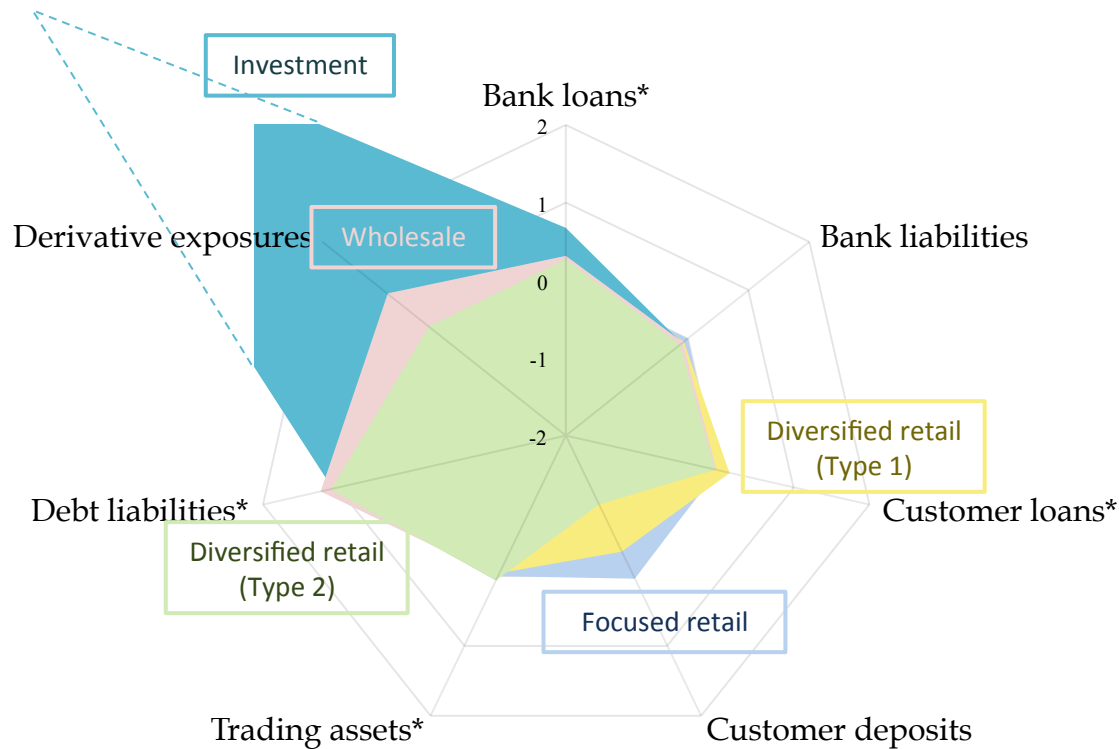 Investment
Bank loans*
2
1
Derivative exposures
Wholesale
Bank liabilities
0
-1
-2
Diversified retail
(Type 1)
Debt liabilities*
Customer loans*
Diversified retail
(Type 2)
Focused retail
Trading assets*
Customer deposits